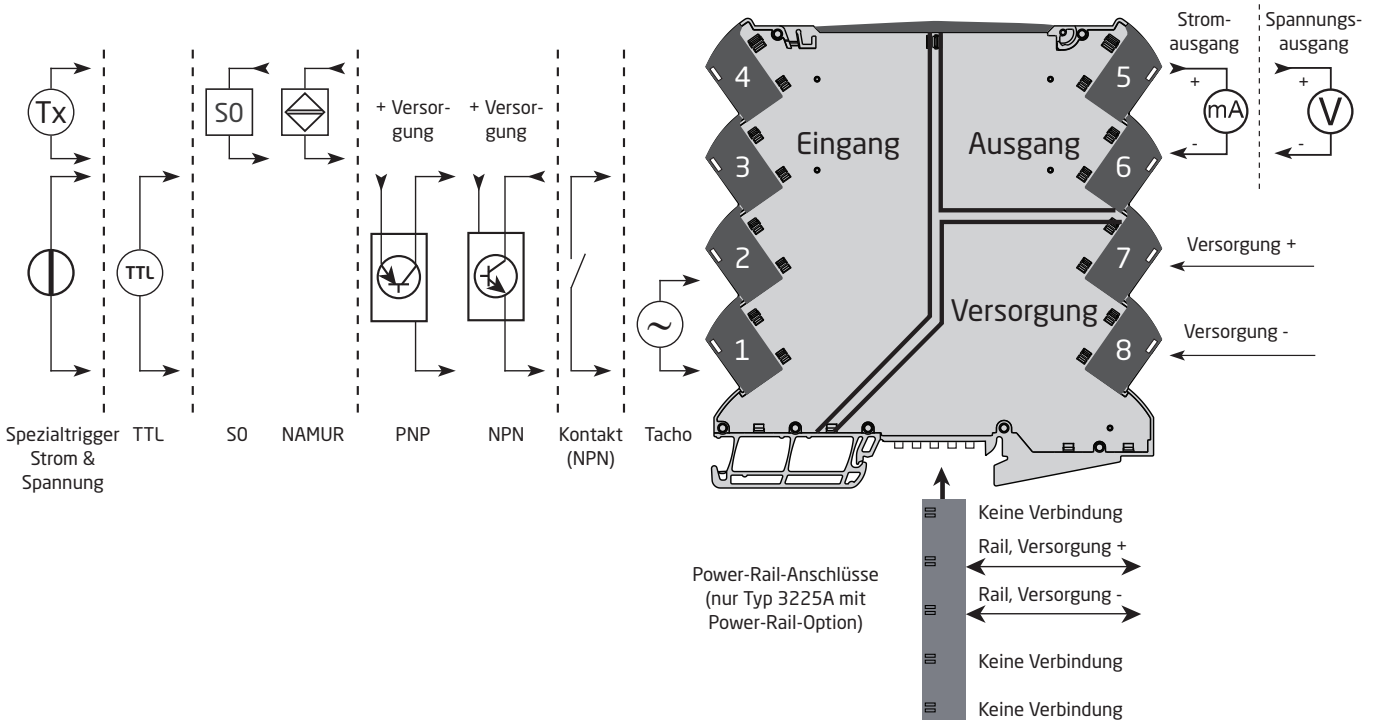 Strom-
ausgang
Spannungs-
ausgang
4
5
+
+
Tx
S0
+ Versor-
gung
+ Versor-
gung
mA
V
Eingang
Ausgang
-
-
3
6
2
7
Versorgung +
TTL
Versorgung
~
1
8
Versorgung -
Spezialtrigger
Strom &
Spannung
TTL
S0
NAMUR
PNP
NPN
Kontakt
(NPN)
Tacho
Keine Verbindung
Rail, Versorgung +
Power-Rail-Anschlüsse
(nur Typ 3225A mit
Power-Rail-Option)
Rail, Versorgung -
Keine Verbindung
Keine Verbindung